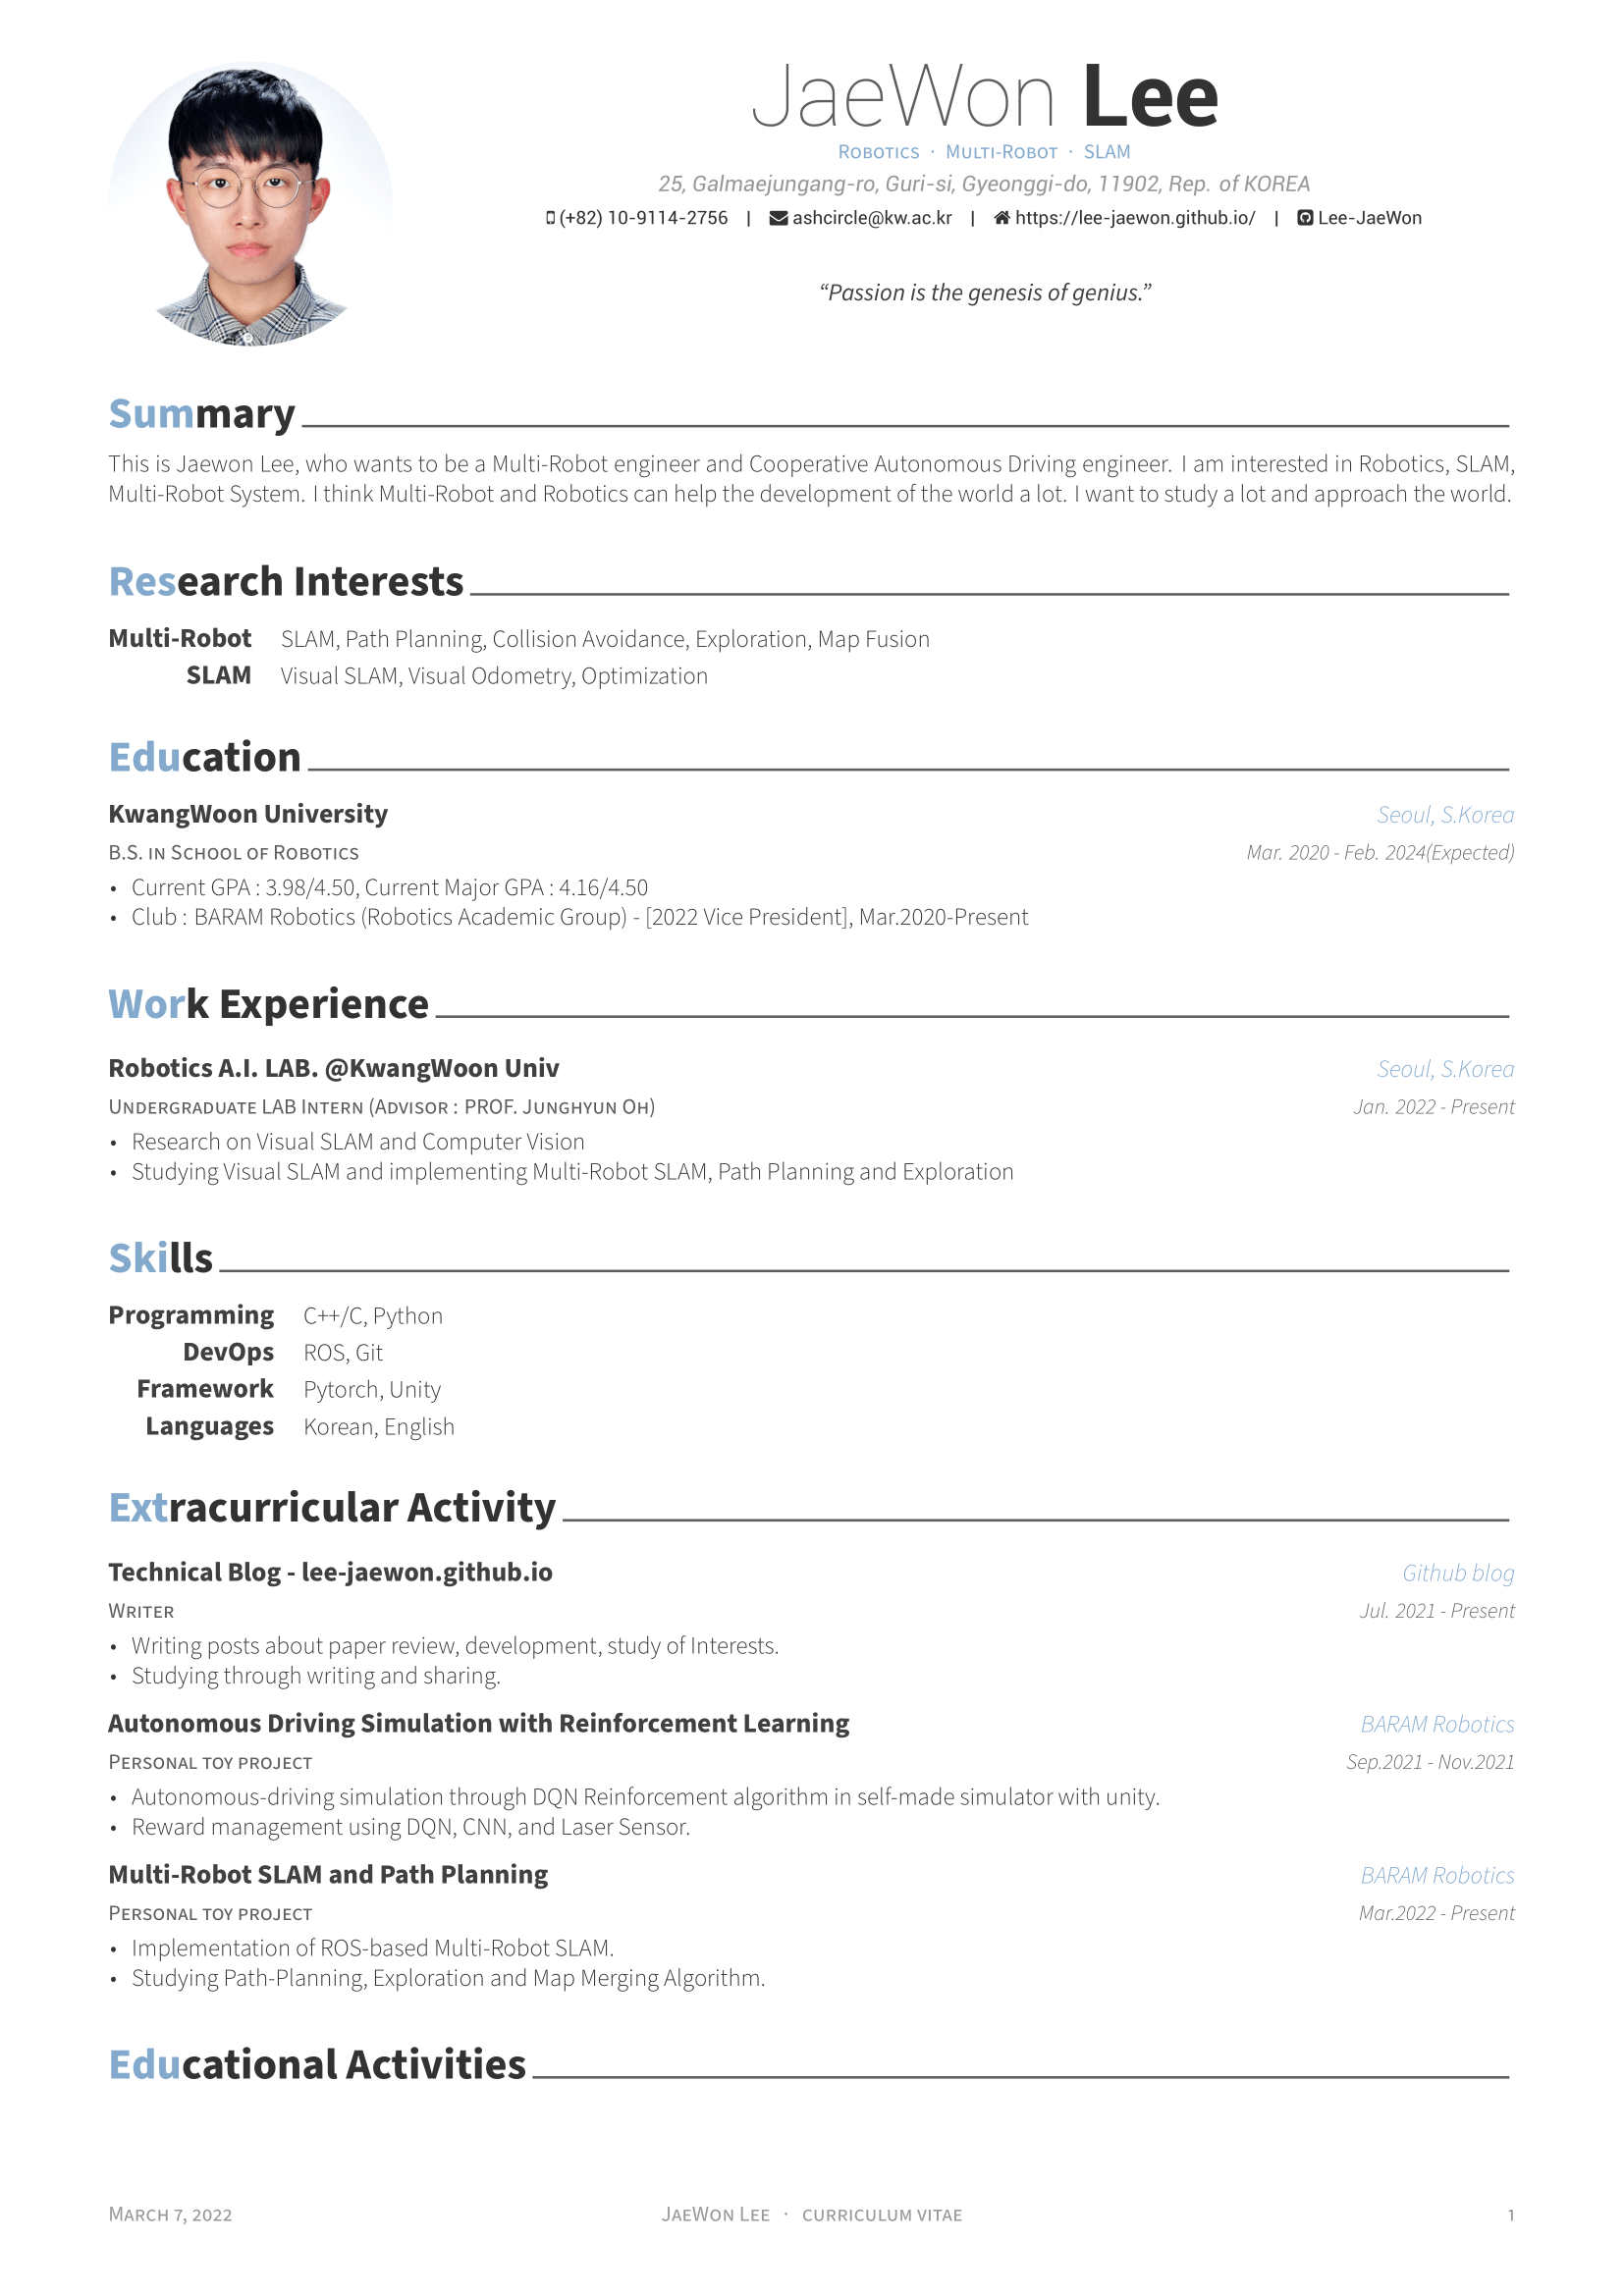 JaeWon Lee
Robotics · Multi-Robot · SLAM
25, Galmaejungang-ro, Guri-si, Gyeonggi-do, 11902, Rep. of KOREA
(+82) 10-9114-2756 | ashcircle@kw.ac.kr | https://lee-jaewon.github.io/ | Lee-JaeWon
“Passion is the genesis of genius.”
Summary
This is Jaewon Lee, who wants to be a Multi-Robot engineer and Cooperative Autonomous Driving engineer. I am interested in Robotics, SLAM,
Multi-Robot System. I think Multi-Robot and Robotics can help the development of the world a lot. I want to study a lot and approach the world.
Research Interests
Multi-Robot SLAM, Path Planning, Collision Avoidance, Exploration, Map Fusion
SLAM Visual SLAM, Visual Odometry, Optimization
Education
KwangWoon University Seoul, S.Korea
B.S. in School of Robotics Mar. 2020 - Feb. 2024(Expected)
• Current GPA : 3.98/4.50, Current Major GPA : 4.16/4.50
• Club : BARAM Robotics (Robotics Academic Group) - [2022 Vice President], Mar.2020-Present
Work Experience
Robotics A.I. LAB. @KwangWoon Univ Seoul, S.Korea
Undergraduate LAB Intern (Advisor : PROF. Junghyun Oh) Jan. 2022 - Present
• Research on Visual SLAM and Computer Vision
• Studying Visual SLAM and implementing Multi-Robot SLAM, Path Planning and Exploration
Skills
Programming C++/C, Python
DevOps ROS, Git
Framework Pytorch, Unity
Languages Korean, English
Extracurricular Activity
Technical Blog - lee-jaewon.github.io Github blog
Writer Jul. 2021 - Present
• Writing posts about paper review, development, study of Interests.
• Studying through writing and sharing.
Autonomous Driving Simulation with Reinforcement Learning BARAM Robotics
Personal toy project Sep.2021 - Nov.2021
• Autonomous-driving simulation through DQN Reinforcement algorithm in self-made simulator with unity.
• Reward management using DQN, CNN, and Laser Sensor.
Multi-Robot SLAM and Path Planning BARAM Robotics
Personal toy project Mar.2022 - Present
• Implementation of ROS-based Multi-Robot SLAM.
• Studying Path-Planning, Exploration and Map Merging Algorithm.
Educational Activities
March 7, 2022 JaeWon Lee · curriculum vitae 1